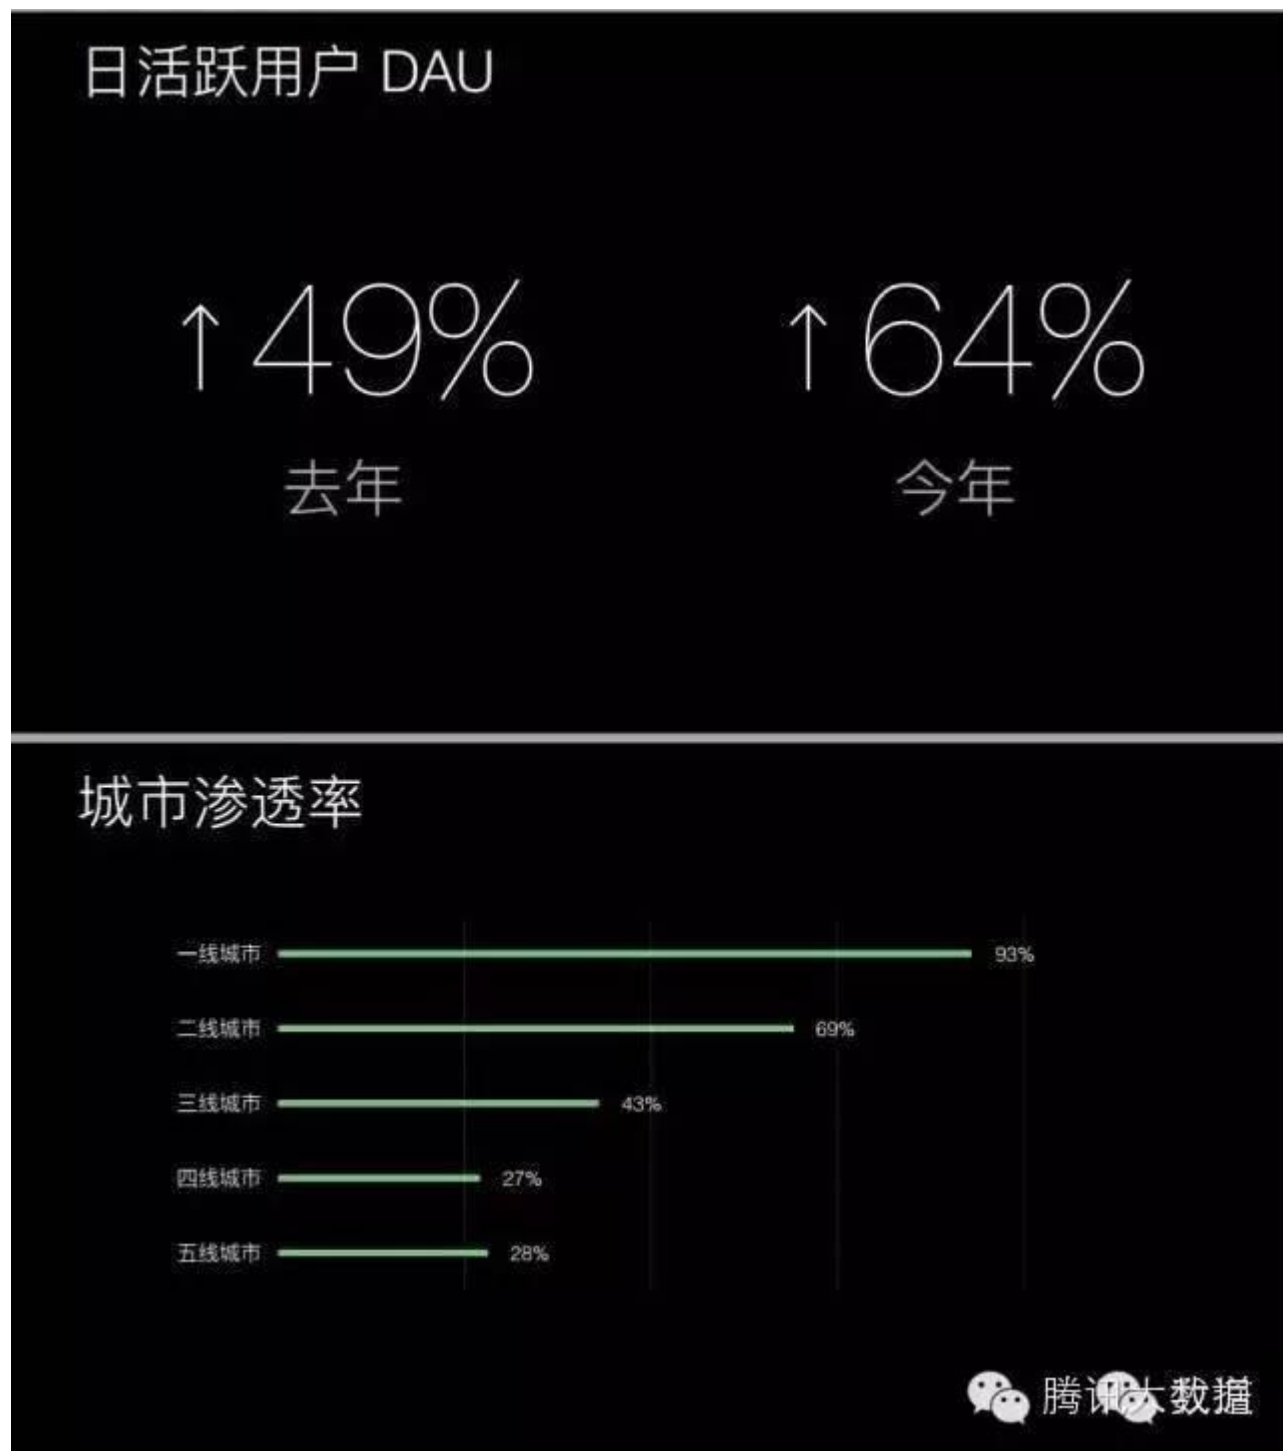 日活跃用户 DAU
↑49%
↑64%
去年
今年
城市渗透率
一线城市 93%
二线城市 69%
三线城市 43%
四线城市 27%
五线城市 28%
腾讯大数据